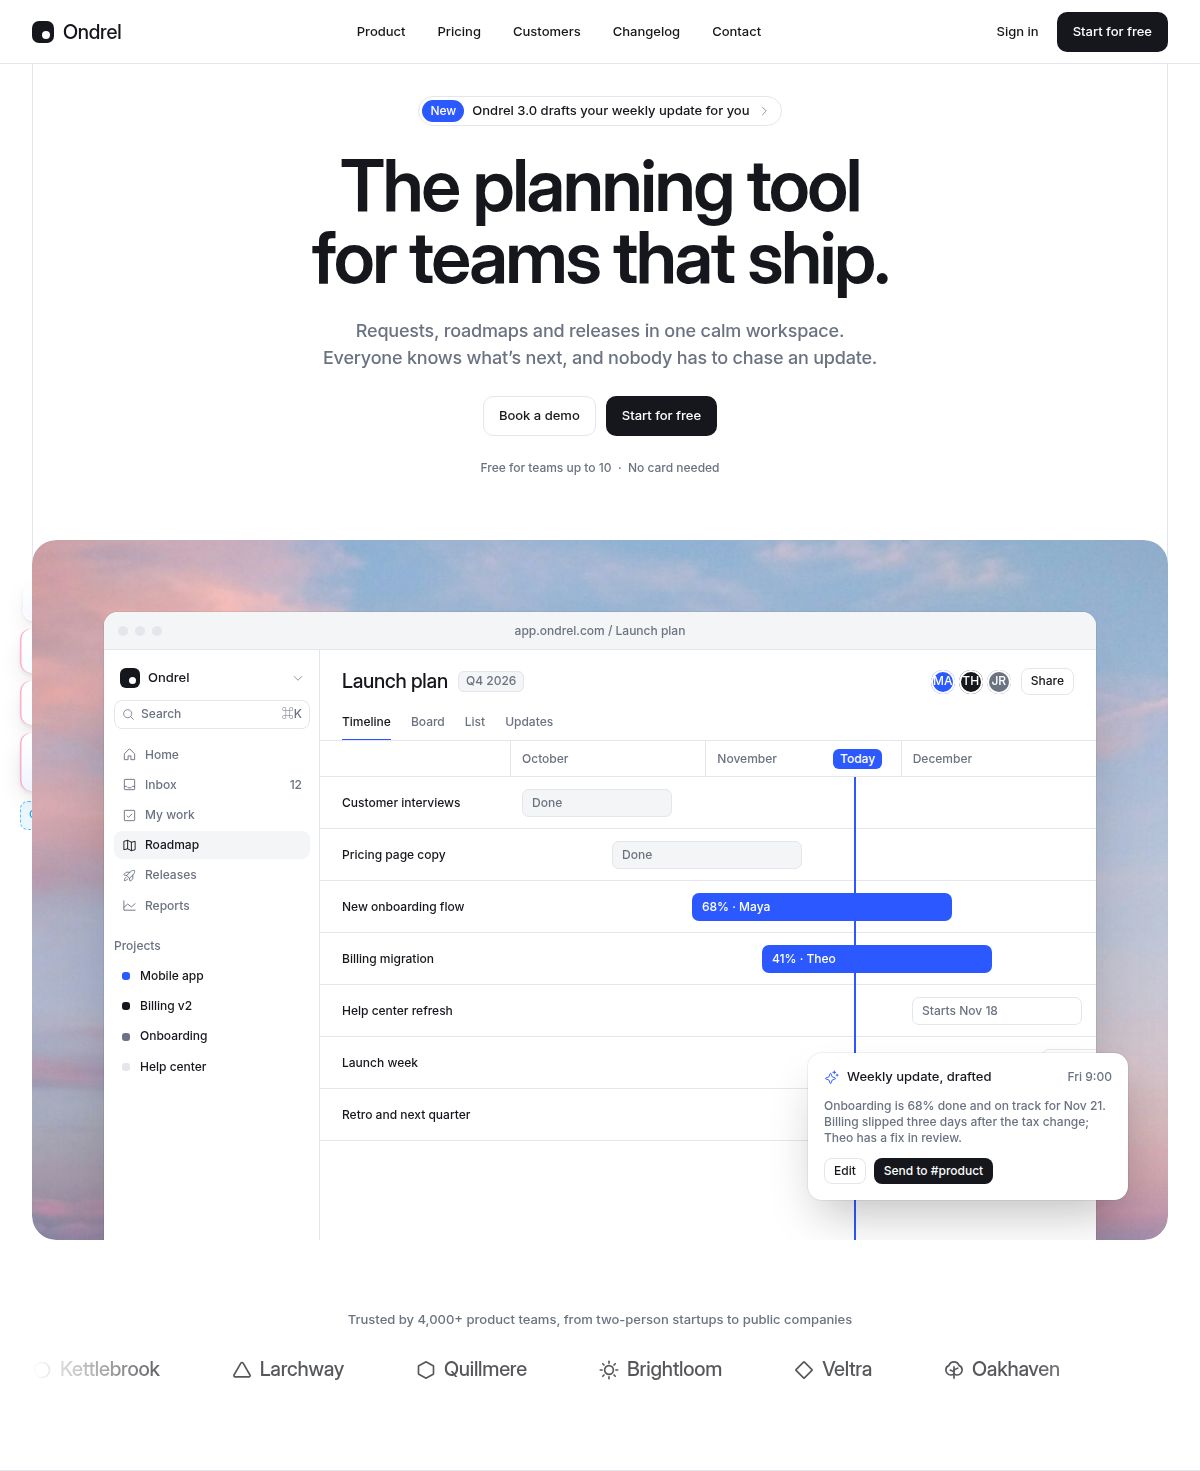 Ondrel
Product
Pricing
Customers
Changelog
Contact
Sign in
Start for free
New
Ondrel 3.0 drafts your weekly update for you
The planning tool
for teams that ship.
Requests, roadmaps and releases in one calm workspace.
Everyone knows what’s next, and nobody has to chase an update.
Book a demo
Start for free
Free for teams up to 10 · No card needed
app.ondrel.com / Launch plan
Ondrel
Search
⌘K
Home
Inbox
12
My work
Roadmap
Releases
Reports
Projects
Mobile app
Billing v2
Onboarding
Help center
Launch plan
Q4 2026
MA
TH
JR
Share
Timeline
Board
List
Updates
October
November
Today
December
Customer interviews
Done
Pricing page copy
Done
New onboarding flow
68% · Maya
Billing migration
41% · Theo
Help center refresh
Starts Nov 18
Launch week
Retro and next quarter
Weekly update, drafted
Fri 9:00
Onboarding is 68% done and on track for Nov 21.
Billing slipped three days after the tax change;
Theo has a fix in review.
Edit
Send to #product
Trusted by 4,000+ product teams, from two-person startups to public companies
Kettlebrook
Larchway
Quillmere
Brightloom
Veltra
Oakhaven